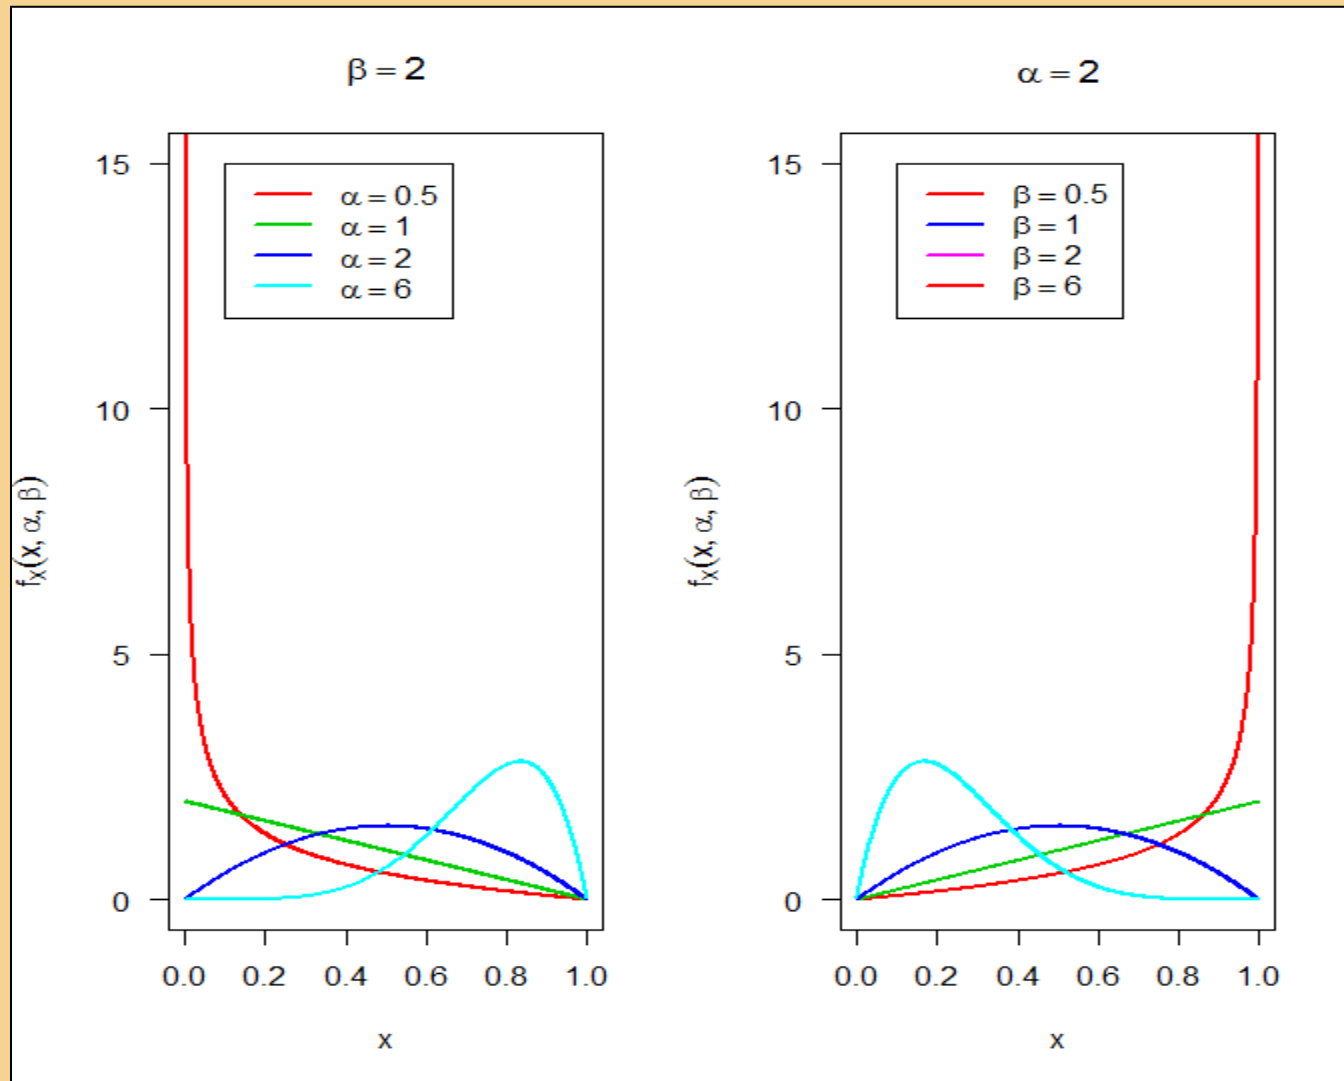 β = 2
15
10
5
0
α = 0.5
α = 1
α = 2
α = 6
fX(x, α, β)
0.0 0.2 0.4 0.6 0.8 1.0
x
α = 2
15
10
5
0
β = 0.5
β = 1
β = 2
β = 6
fX(x, α, β)
0.0 0.2 0.4 0.6 0.8 1.0
x